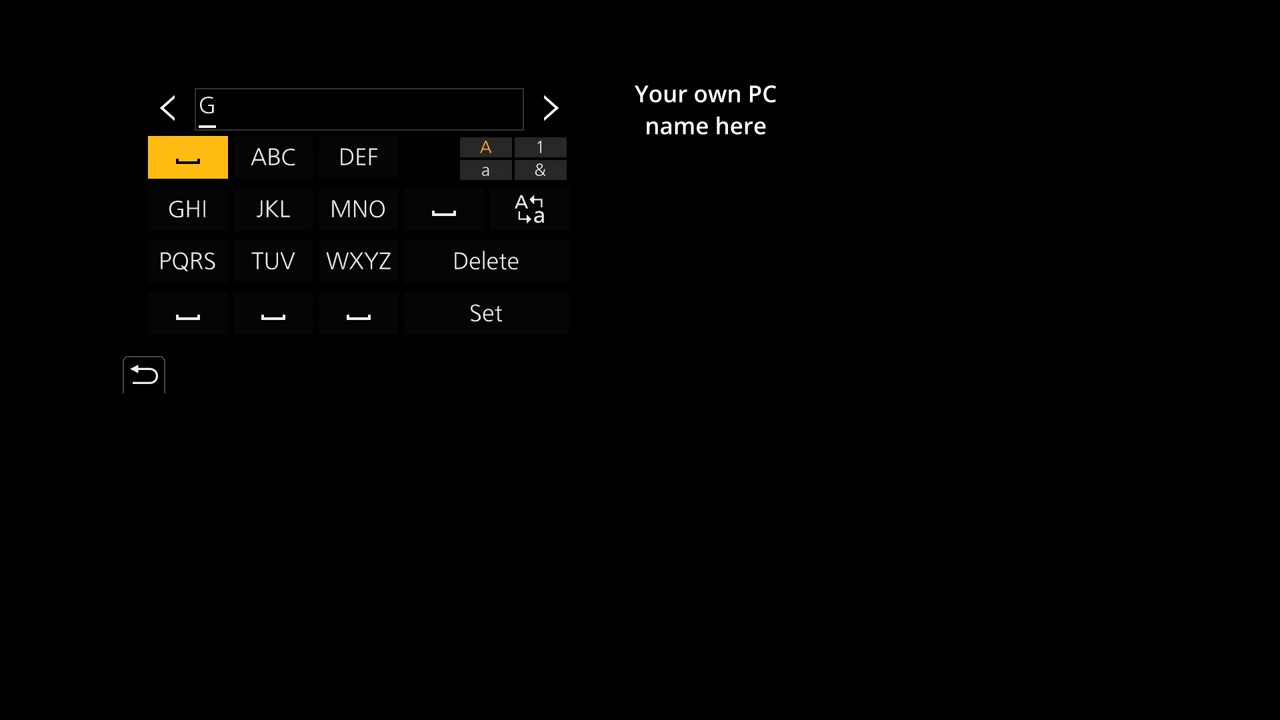 G
Your own PC
name here
ABC DEF A 1
a &
GHI JKL MNO A a
PQRS TUV WXYZ Delete
Set